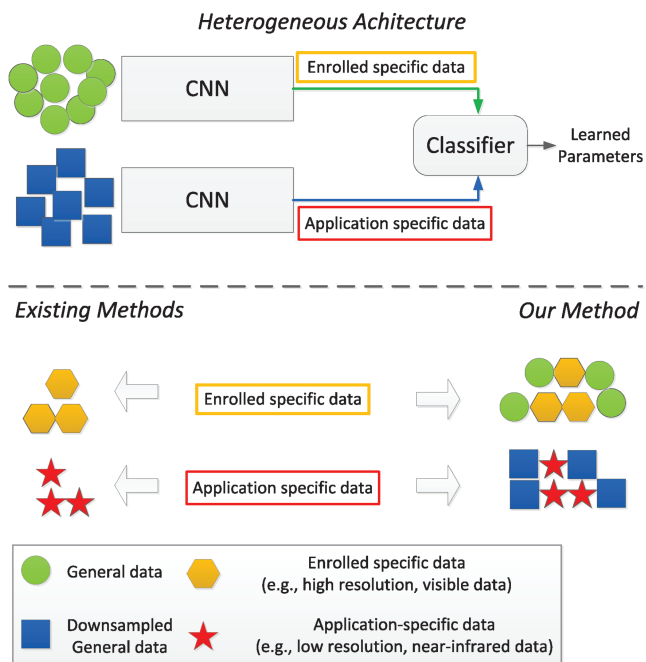 Heterogeneous Achitecture
Enrolled specific data
CNN
Classifier
Learned
Parameters
CNN
Application specific data
Existing Methods
Our Method
Enrolled specific data
Application specific data
General data
Enrolled specific data
(e.g., high resolution, visible data)
Downsampled
General data
Application-specific data
(e.g., low resolution, near-infrared data)